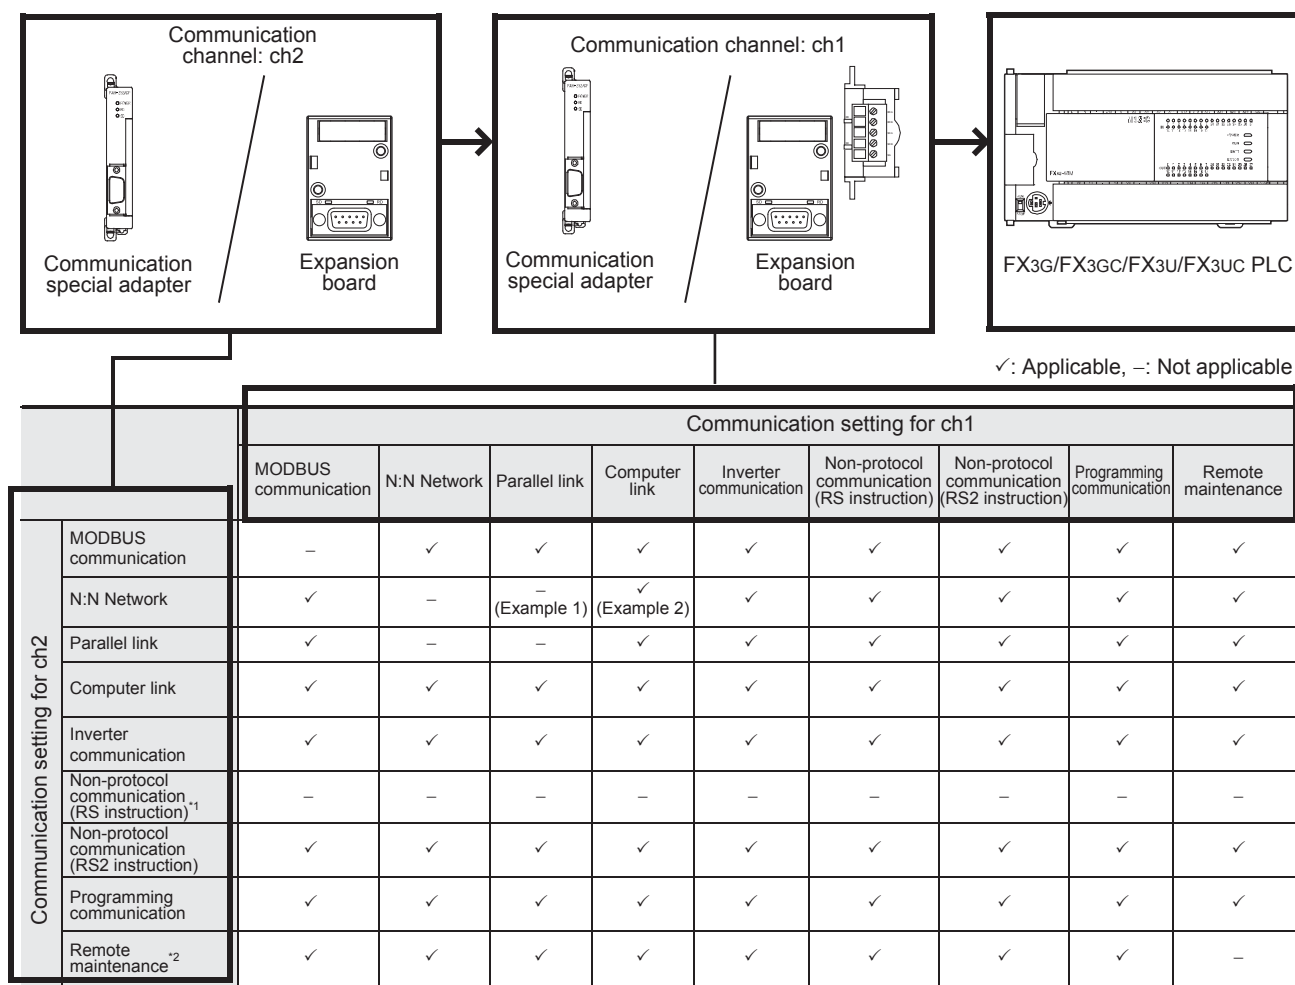 Communication
channel: ch2
Communication
special adapter
Expansion
board
Communication channel: ch1
Communication
special adapter
Expansion
board
FX3G/FX3GC/FX3U/FX3UC PLC
✓: Applicable, –: Not applicable
Communication setting for ch1
MODBUS
communication
N:N Network
Parallel link
Computer
link
Inverter
communication
Non-protocol
communication
(RS instruction)
Non-protocol
communication
(RS2 instruction)
Programming
communication
Remote
maintenance
Communication setting for ch2
MODBUS
communication
– ✓ ✓ ✓ ✓ ✓ ✓ ✓ ✓
N:N Network
✓ – – ✓ ✓ ✓ ✓ ✓ ✓
(Example 1) (Example 2)
Parallel link ✓ – – ✓ ✓ ✓ ✓ ✓ ✓
Computer link ✓ ✓ ✓ ✓ ✓ ✓ ✓ ✓ ✓
Inverter
communication
✓ ✓ ✓ ✓ ✓ ✓ ✓ ✓ ✓
Non-protocol
communication
(RS instruction)*1
– – – – – – – – –
Non-protocol
communication
(RS2 instruction)
✓ ✓ ✓ ✓ ✓ ✓ ✓ ✓ ✓
Programming
communication
✓ ✓ ✓ ✓ ✓ ✓ ✓ ✓ ✓
Remote
maintenance*2
✓ ✓ ✓ ✓ ✓ ✓ ✓ ✓ –